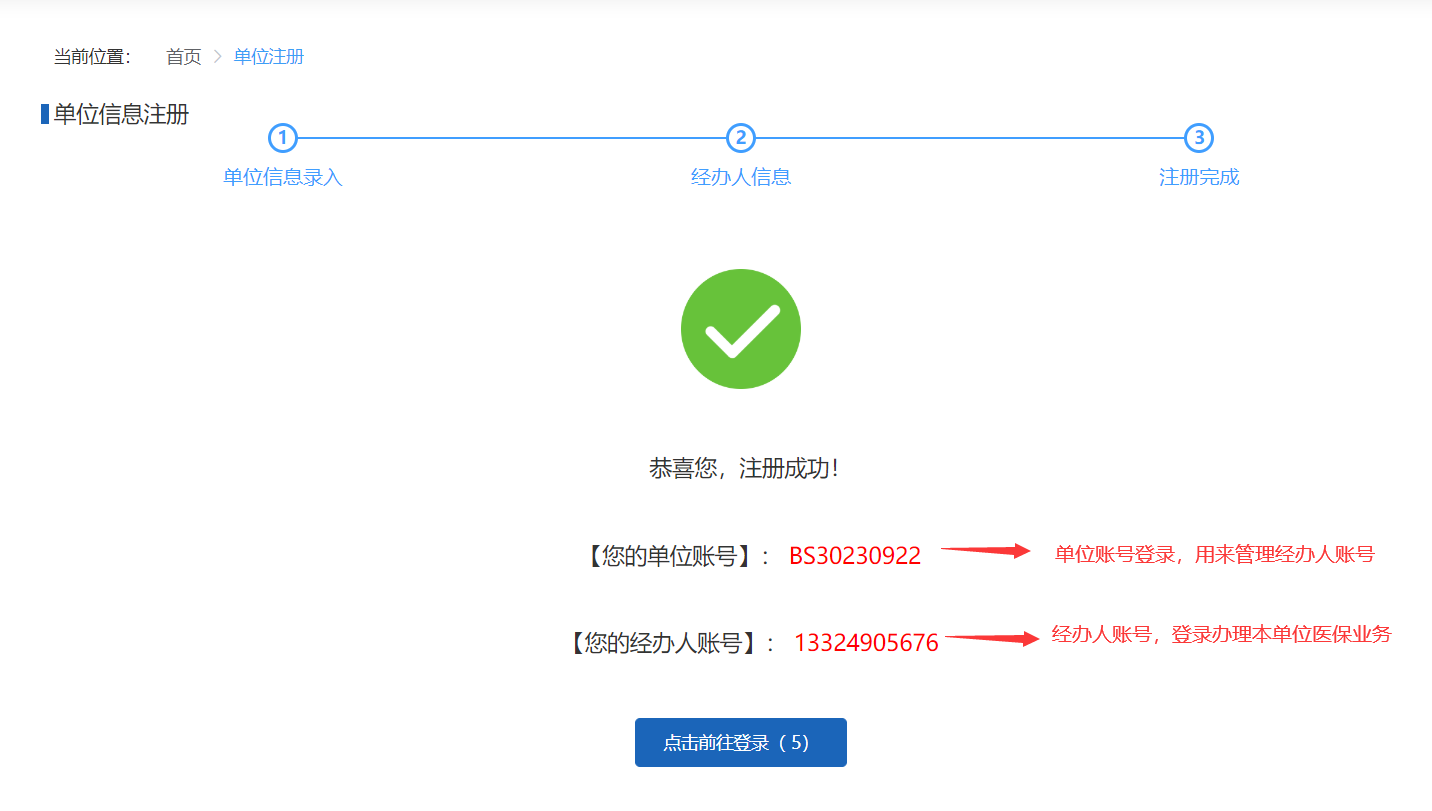 当前位置： 首页 > 单位注册
单位信息注册
1 2 3
单位信息录入 经办人信息 注册完成
恭喜您，注册成功！
【您的单位账号】： BS30230922 单位账号登录，用来管理经办人账号
【您的经办人账号】： 13324905676 经办人账号，登录办理本单位医保业务
点击前往登录（ 5）